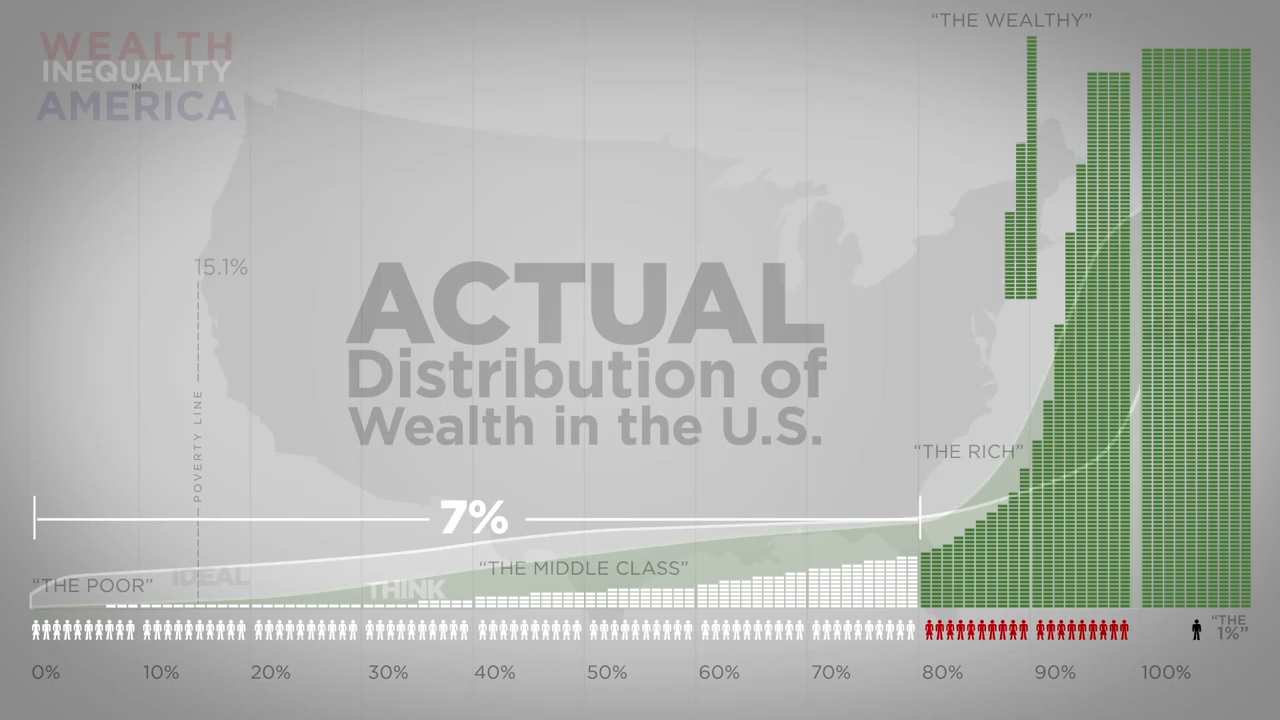 WEALTH
INEQUALITY
IN
AMERICA
“THE WEALTHY”
15.1%
POVERTY LINE
ACTUAL
Distribution of
Wealth in the U.S.
“THE RICH”
7%
“THE POOR”
IDEAL
THINK
“THE MIDDLE CLASS”
“THE
1%”
0% 10% 20% 30% 40% 50% 60% 70% 80% 90% 100%